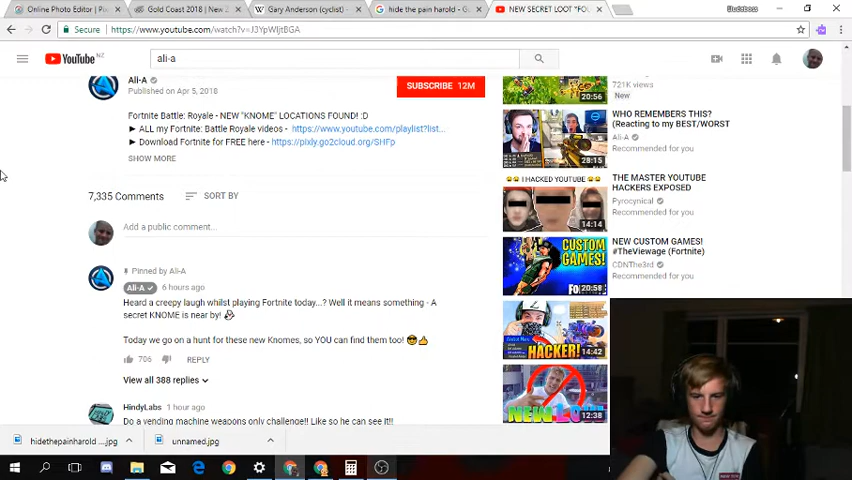 Online Photo Editor | P
Gold Coast 2018 | New Z
Gary Anderson (cyclist) -
hide the pain harold - G
NEW SECRET LOOT *FO
Secure
https://www.youtube.com/watch?v=J3YpWIjtBGA
YouTube NZ
ali-a
Ali-A
Published on Apr 5, 2018
SUBSCRIBE 12M
Fortnite Battle: Royale - NEW "KNOME" LOCATIONS FOUND! :D
► ALL my Fortnite: Battle Royale videos - https://www.youtube.com/playlist?list...
► Download Fortnite for FREE here - https://pixly.go2cloud.org/SHFp
SHOW MORE
7,335 Comments
SORT BY
Add a public comment...
Pinned by Ali-A
Ali-A
6 hours ago
Heard a creepy laugh whilst playing Fortnite today...? Well it means something - A
secret KNOME is near by!
Today we go on a hunt for these new Knomes, so YOU can find them too! 😎👍
706
REPLY
View all 388 replies
HindyLabs 1 hour ago
Do a vending machine weapons only challenge!! Like so he can see it!!
721K views
New
20:56
WHO REMEMBERS THIS?
(Reacting to my BEST/WORST
Ali-A
Recommended for you
28:15
I HACKED YOUTUBE
THE MASTER YOUTUBE
HACKERS EXPOSED
Pyrocynical
Recommended for you
14:14
CUSTOM
GAMES!
NEW CUSTOM GAMES!
#TheViewage (Fortnite)
CDNThe3rd
Recommended for you
20:58
HACKER!
14:42
NEW LOW
12:38
hidethepainharold ....jpg
unnamed.jpg